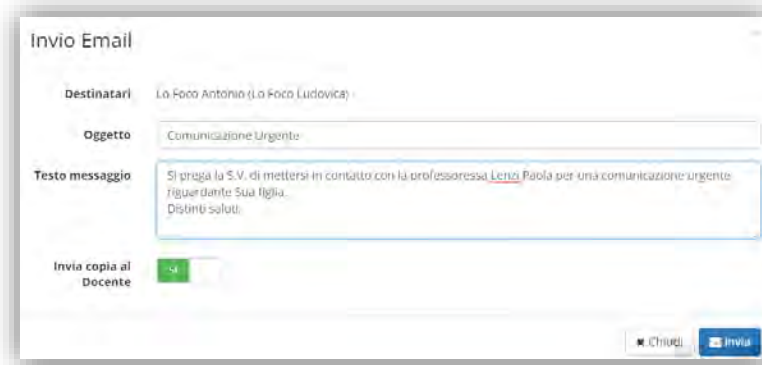 Invio Email
Destinatari Lo Foco Antonio (Lo Foco Ludovica)
Oggetto Comunicazione Urgente
Testo messaggio Si prega la S.V. di mettersi in contatto con la professoressa Lenzi Paola per una comunicazione urgente
riguardante Sua figlia.
Distinti saluti.
Invia copia al
Docente
SI
Chiudi Invia